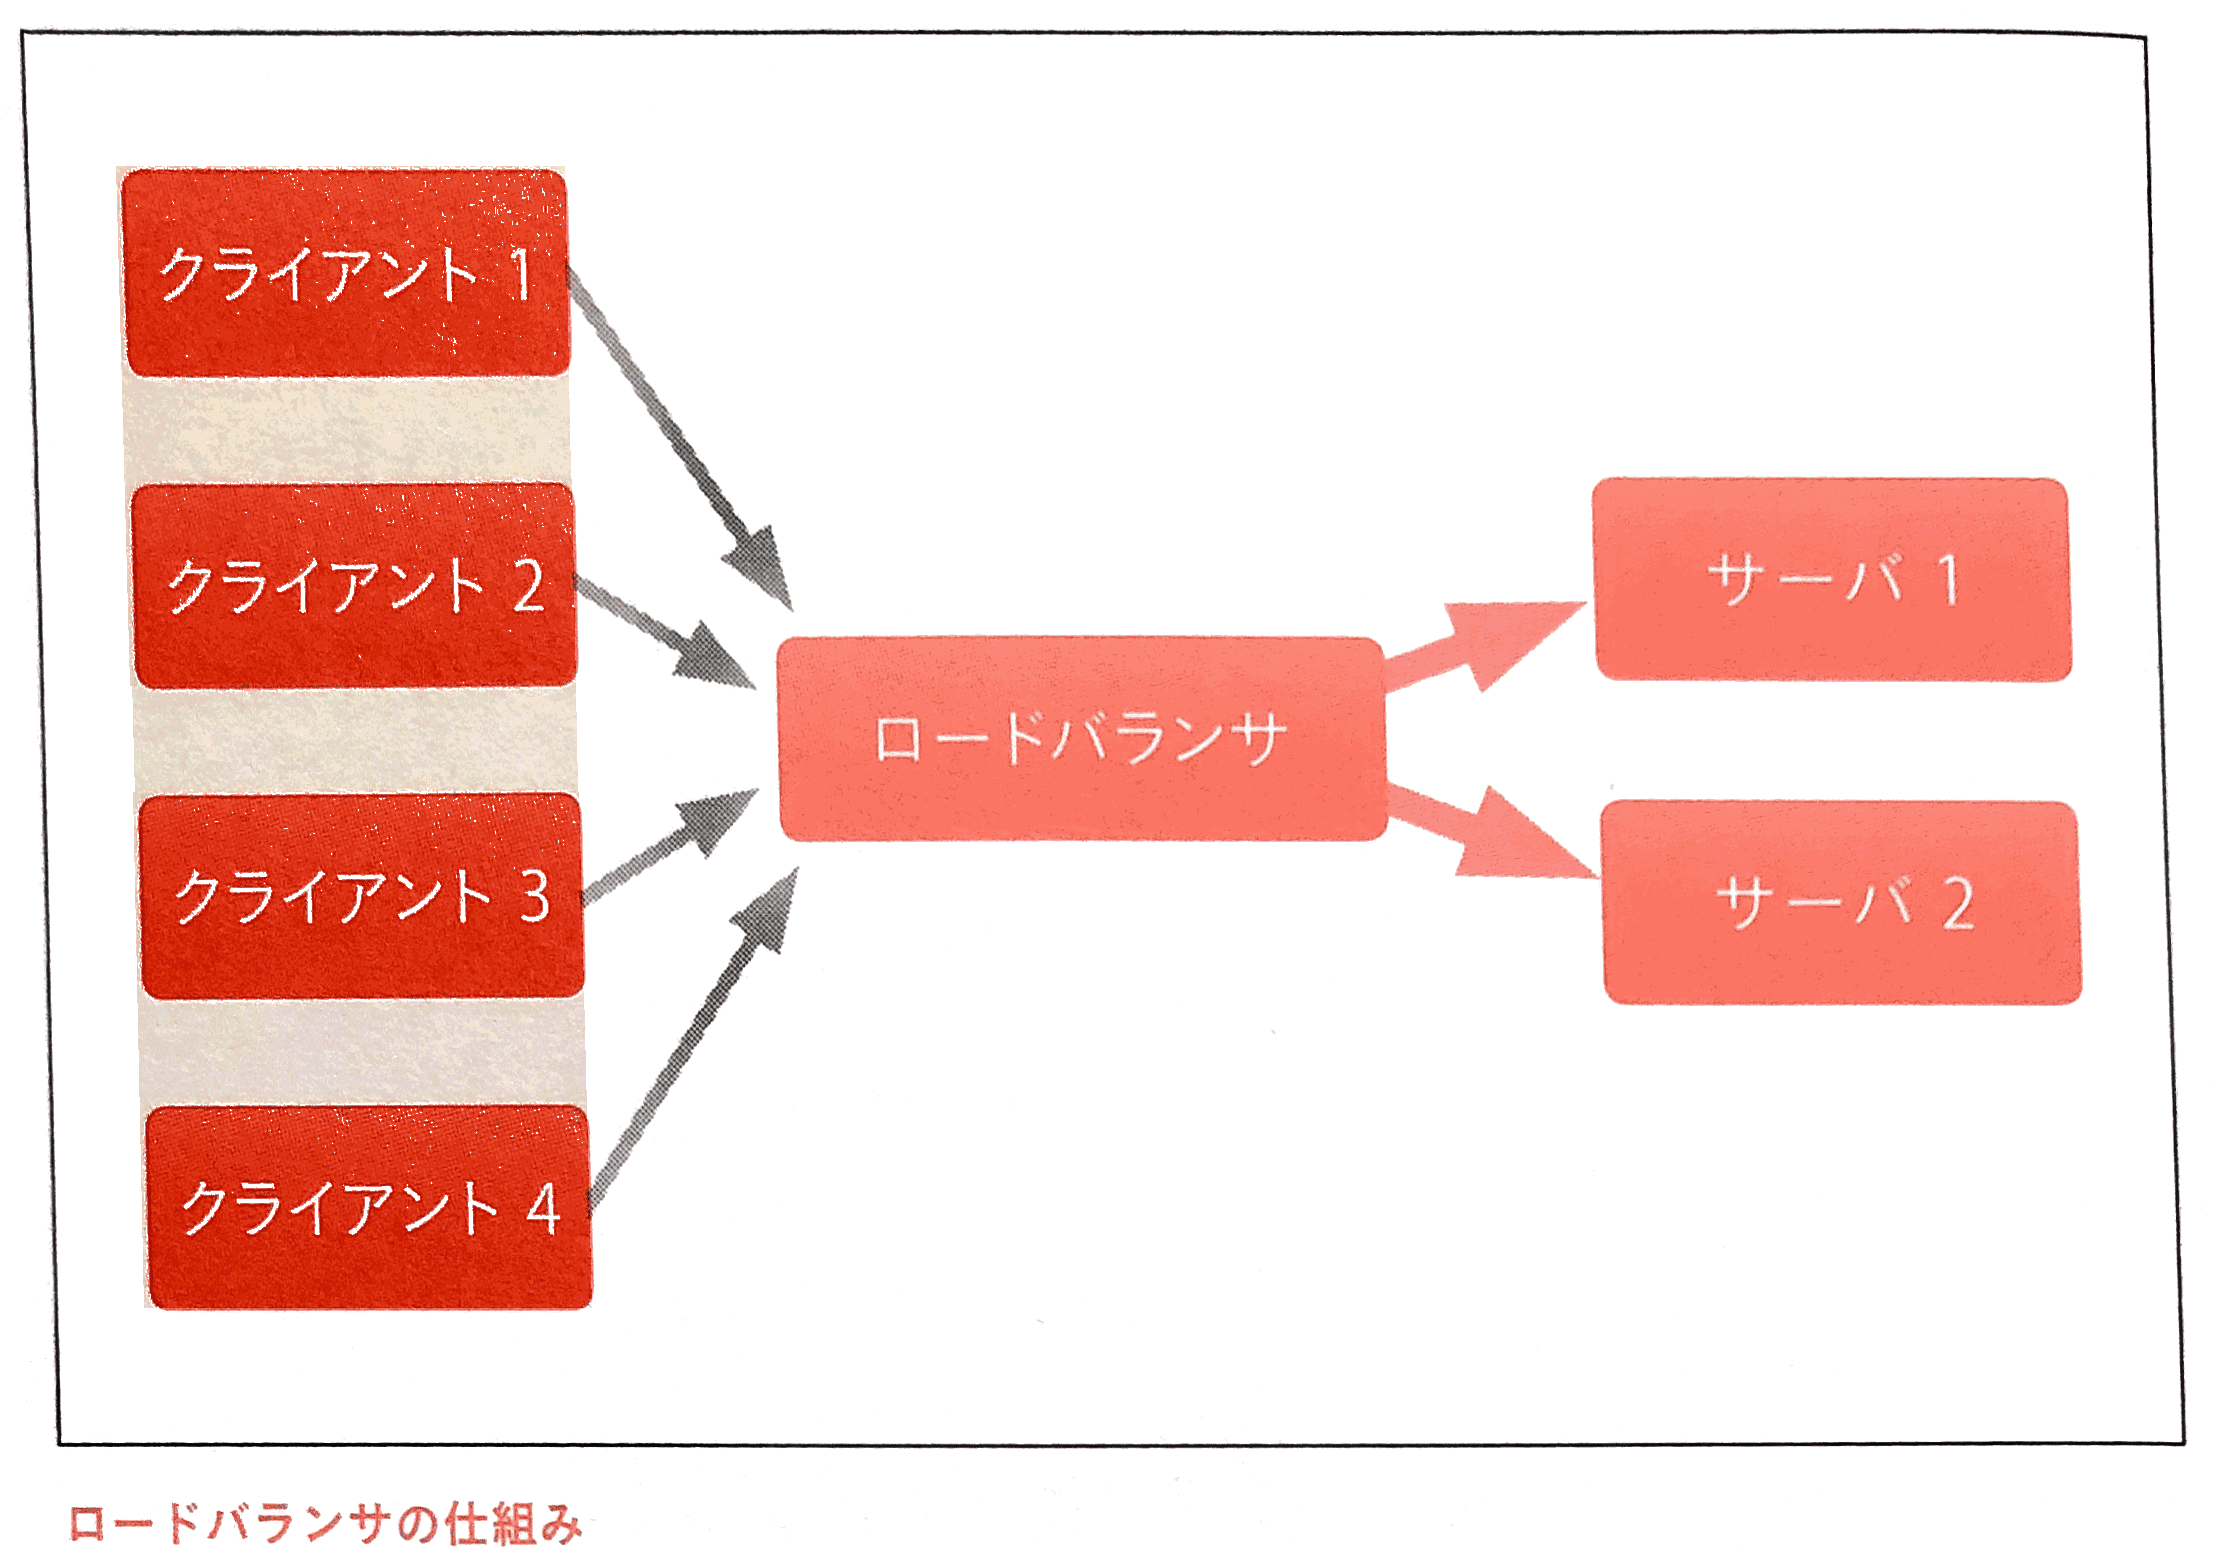 クライアント 1
クライアント 2
クライアント 3
クライアント 4
ロードバランサ
サーバ 1
サーバ 2
ロードバランサの仕組み